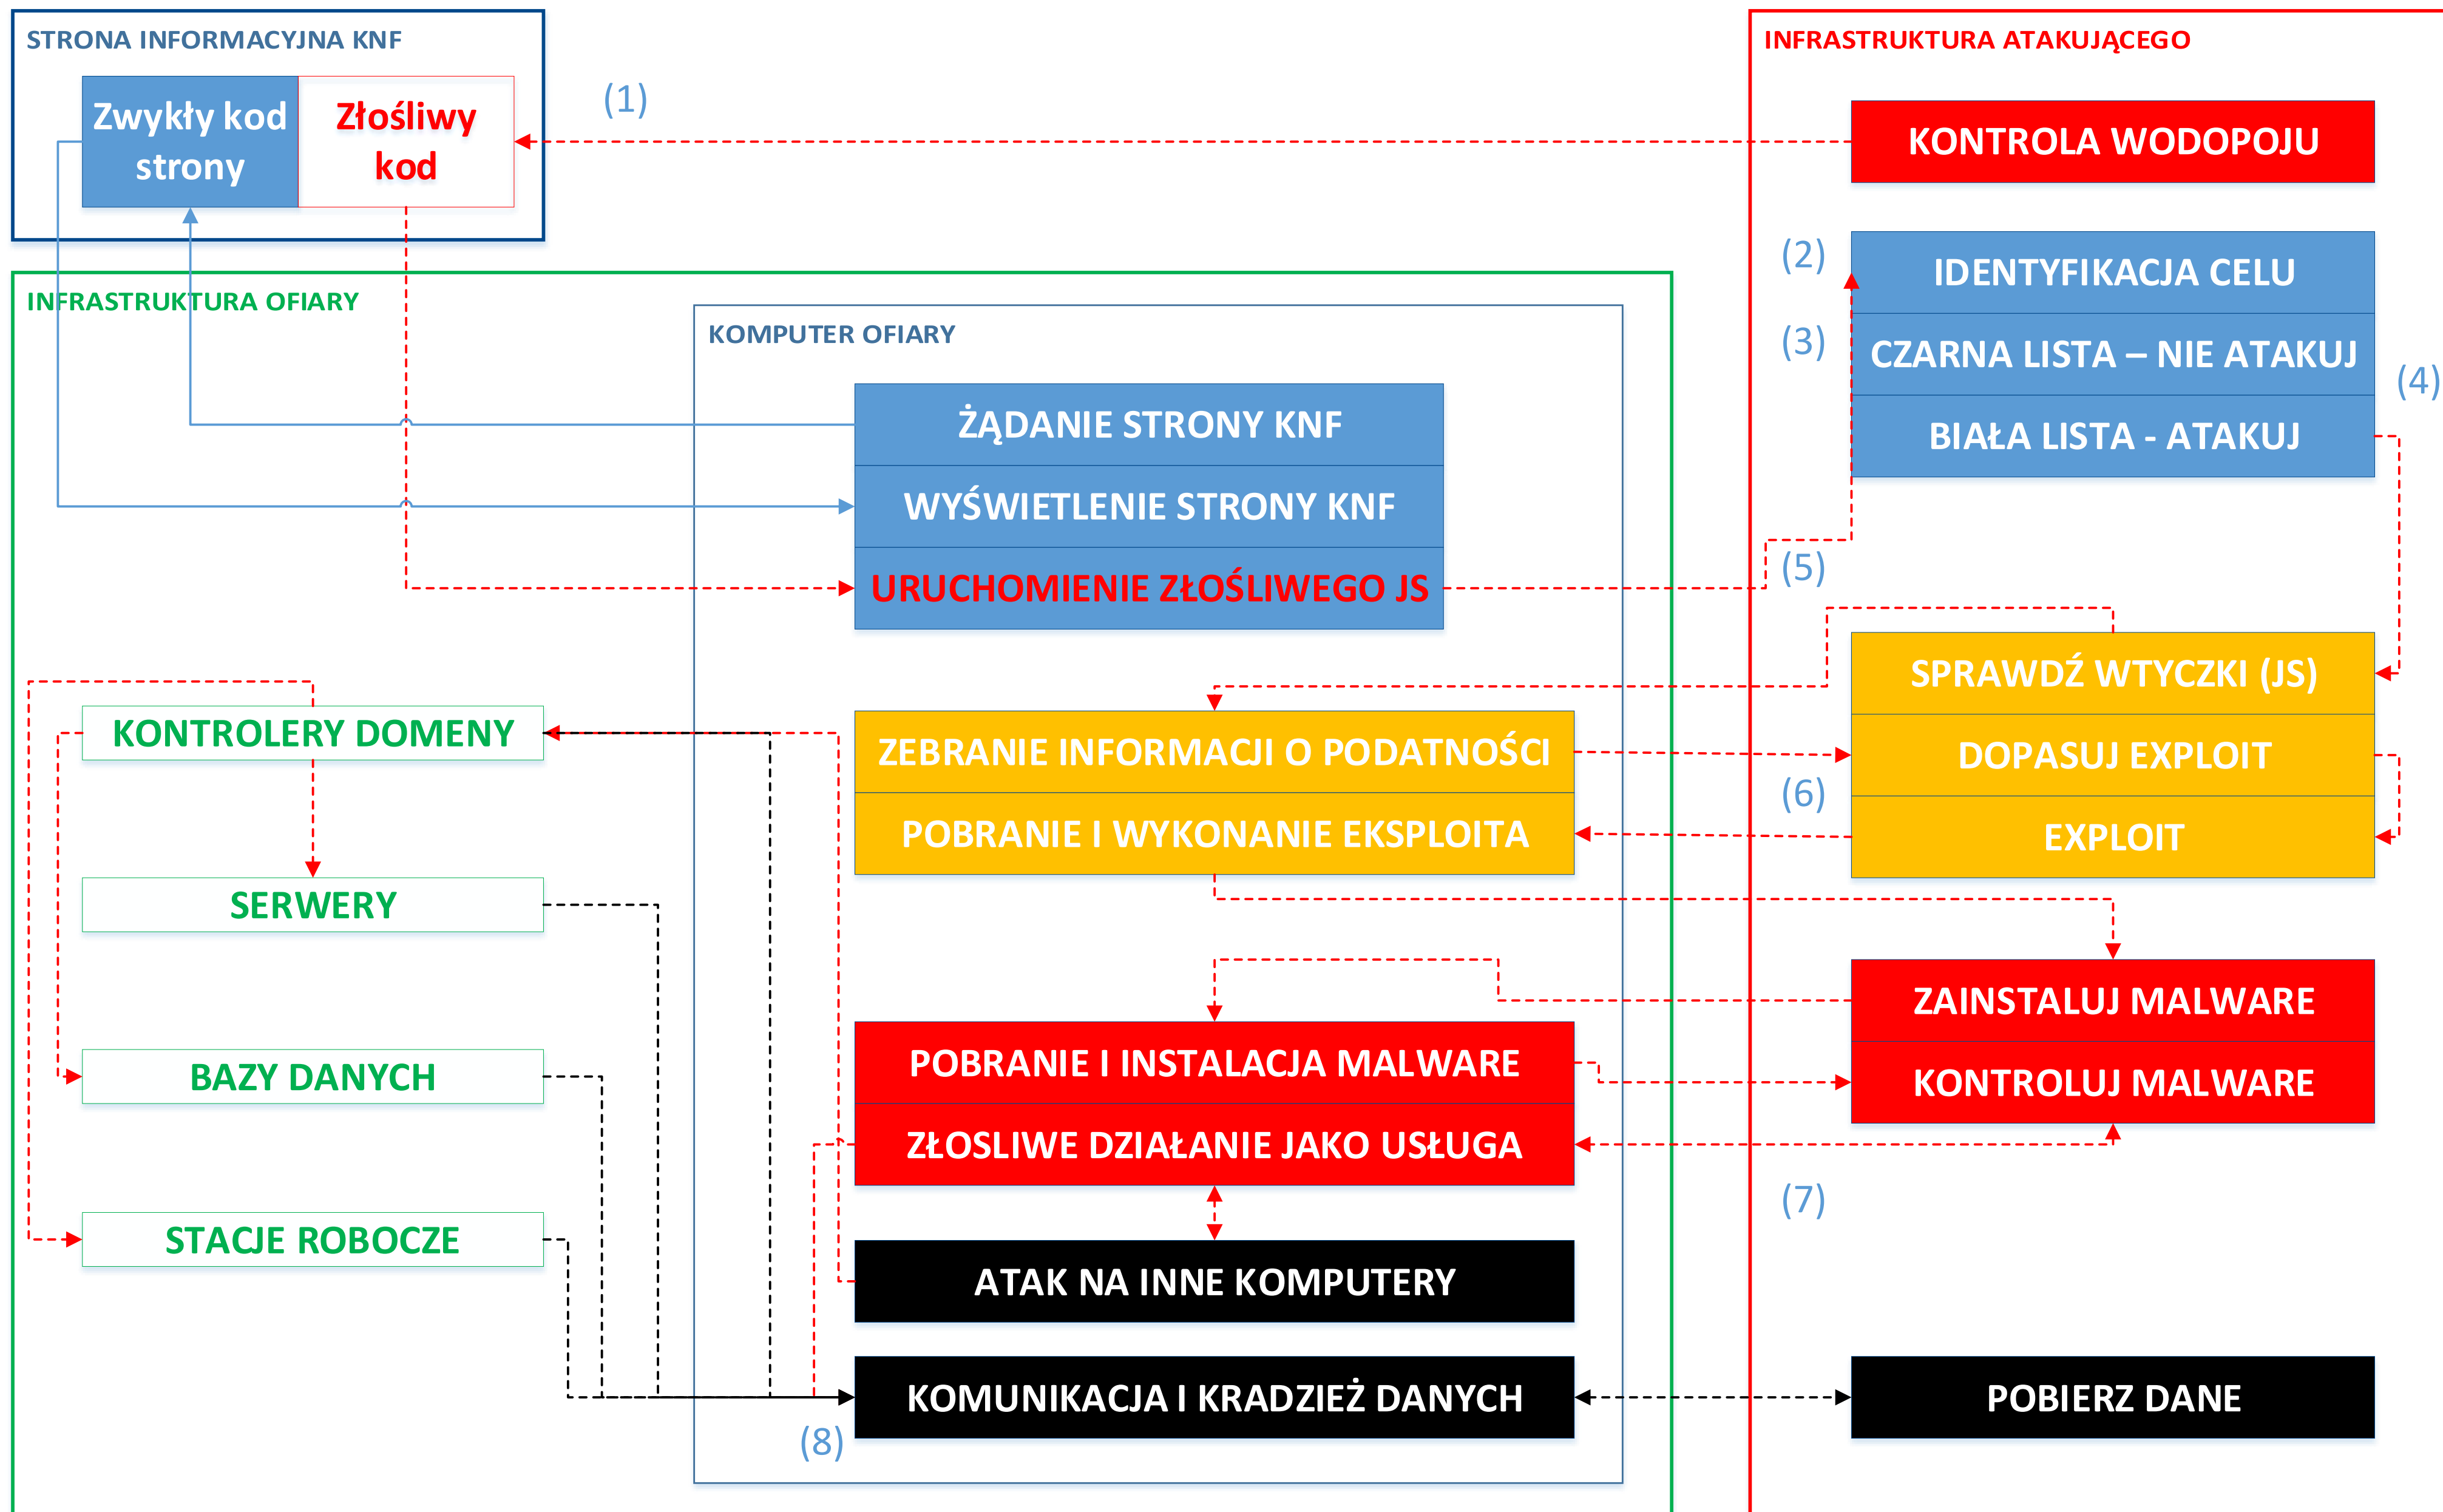 STRONA INFORMACYJNA KNF
Zwykły kod
strony
Złośliwy
kod
(1)
INFRASTRUKTURA ATAKUJĄCEGO
KONTROLA WODOPOJU
(2)
IDENTYFIKACJA CELU
(3)
CZARNA LISTA – NIE ATAKUJ
(4)
BIAŁA LISTA - ATAKUJ
INFRASTRUKTURA OFIARY
KOMPUTER OFIARY
ŻĄDANIE STRONY KNF
WYŚWIETLENIE STRONY KNF
URUCHOMIENIE ZŁOŚLIWEGO JS
(5)
SPRAWDŹ WTYCZKI (JS)
DOPASUJ EXPLOIT
(6)
EXPLOIT
KONTROLERY DOMENY
ZEBRANIE INFORMACJI O PODATNOŚCI
POBRANIE I WYKONANIE EKSPLOITA
SERWERY
BAZY DANYCH
STACJE ROBOCZE
ZAINSTALUJ MALWARE
KONTROLUJ MALWARE
POBRANIE I INSTALACJA MALWARE
ZŁOSLIWE DZIAŁANIE JAKO USŁUGA
(7)
ATAK NA INNE KOMPUTERY
KOMUNIKACJA I KRADZIEŻ DANYCH
(8)
POBIERZ DANE